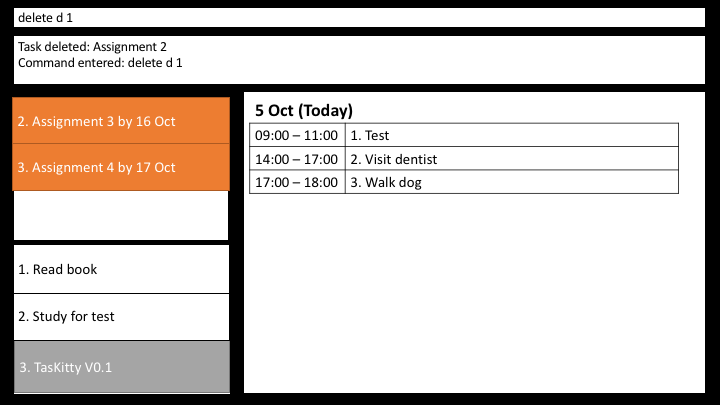 delete d 1
Task deleted: Assignment 2
Command entered: delete d 1
2. Assignment 3 by 16 Oct
3. Assignment 4 by 17 Oct
1. Read book
2. Study for test
3. TasKitty V0.1
5 Oct (Today)
09:00 – 11:00 1. Test
14:00 – 17:00 2. Visit dentist
17:00 – 18:00 3. Walk dog